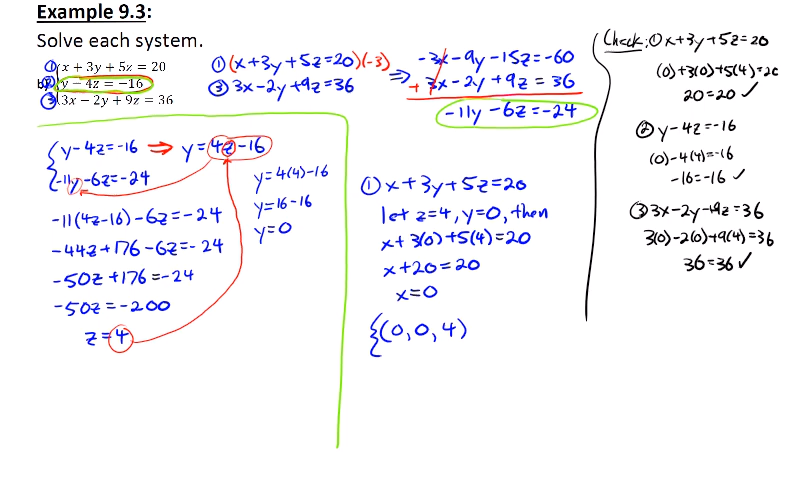 Example 9.3:
Solve each system.
① x + 3y + 5z = 20
b) ② y − 4z = −16
③ 3x − 2y + 9z = 36
① (x+3y+5z=20)(-3)
③ 3x-2y+9z=36
⇒ -3x-9y-15z=-60
+ 3x-2y+9z=36
-11y-6z=-24
{ y-4z=-16 → y=4z-16
-11y-6z=-24
-11(4z-16)-6z=-24
-44z+176-6z=-24
-50z+176=-24
-50z=-200
z=4
y=4(4)-16
y=16-16
y=0
① x+3y+5z=20
let z=4, y=0, then
x+3(0)+5(4)=20
x+20=20
x=0
{(0,0,4)
Check: ① x+3y+5z=20
(0)+3(0)+5(4)=20
20=20 ✓
② y-4z=-16
(0)-4(4)=-16
-16=-16 ✓
③ 3x-2y+9z=36
3(0)-2(0)+9(4)=36
36=36 ✓